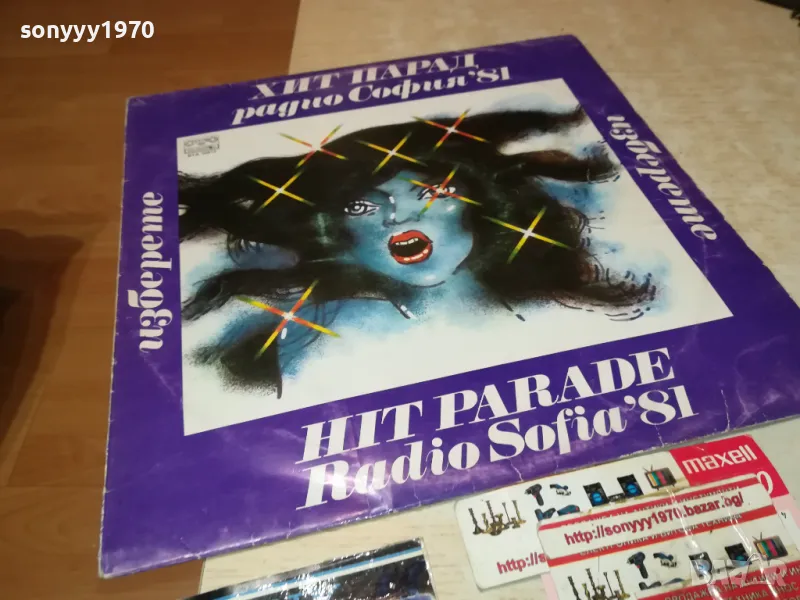 sonyyy1970
ХИТ ПАРАД
радио София'81
изберете
изберете
HIT PARADE
Radio Sofia'81
maxell
http://sonyyy1970.bazar.bg/